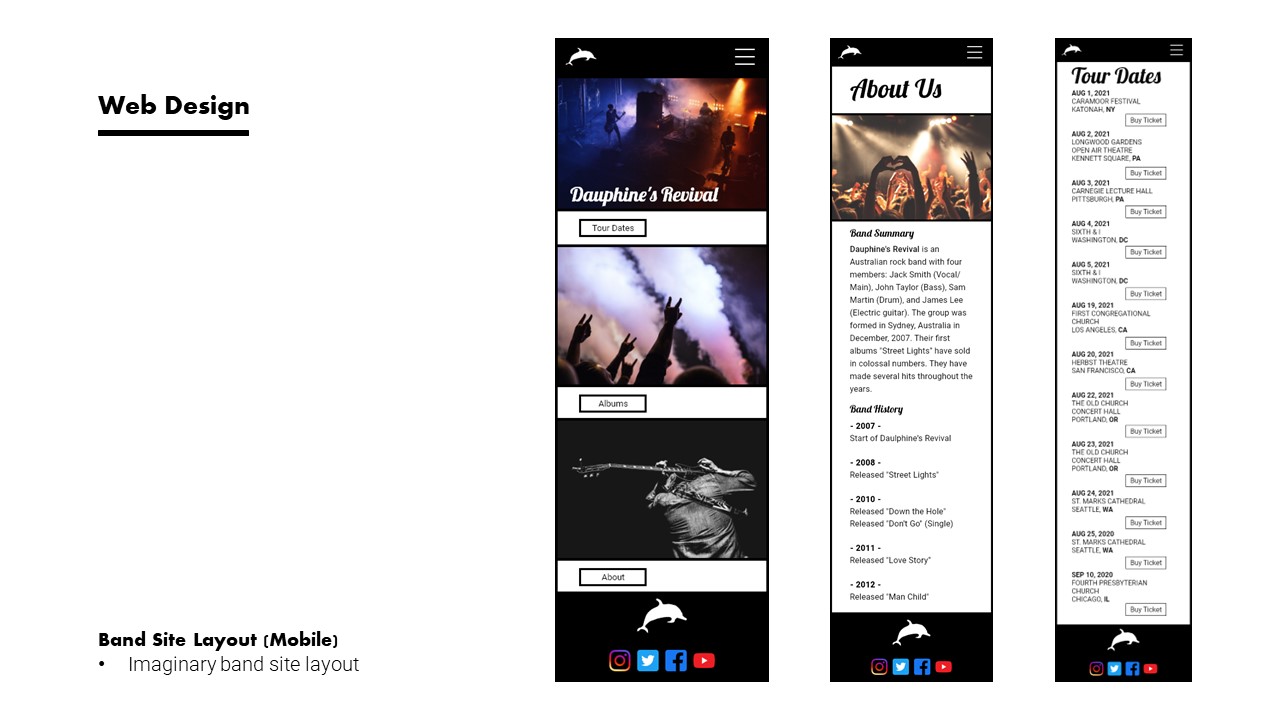 Web Design
Band Site Layout (Mobile)
• Imaginary band site layout
Dauphine's Revival
Tour Dates
Albums
About
About Us
Band Summary
Dauphine's Revival is an
Australian rock band with four
members: Jack Smith (Vocal/
Main), John Taylor (Bass), Sam
Martin (Drum), and James Lee
(Electric guitar). The group was
formed in Sydney, Australia in
December, 2007. Their first
albums "Street Lights" have sold
in colossal numbers. They have
made several hits throughout the
years.
Band History
- 2007 -
Start of Daulphine's Revival
- 2008 -
Released "Street Lights"
- 2010 -
Released "Down the Hole"
Released "Don't Go" (Single)
- 2011 -
Released "Love Story"
- 2012 -
Released "Man Child"
Tour Dates
AUG 1, 2021
CARAMOOR FESTIVAL
KATONAH, NY
Buy Ticket
AUG 2, 2021
LONGWOOD GARDENS
OPEN AIR THEATRE
KENNETT SQUARE, PA
Buy Ticket
AUG 3, 2021
CARNEGIE LECTURE HALL
PITTSBURGH, PA
Buy Ticket
AUG 4, 2021
SIXTH & I
WASHINGTON, DC
Buy Ticket
AUG 5, 2021
SIXTH & I
WASHINGTON, DC
Buy Ticket
AUG 19, 2021
FIRST CONGREGATIONAL
CHURCH
LOS ANGELES, CA
Buy Ticket
AUG 20, 2021
HERBST THEATRE
SAN FRANCISCO, CA
Buy Ticket
AUG 22, 2021
THE OLD CHURCH
CONCERT HALL
PORTLAND, OR
Buy Ticket
AUG 23, 2021
THE OLD CHURCH
CONCERT HALL
PORTLAND, OR
Buy Ticket
AUG 24, 2021
ST. MARKS CATHEDRAL
SEATTLE, WA
Buy Ticket
AUG 25, 2020
ST. MARKS CATHEDRAL
SEATTLE, WA
Buy Ticket
SEP 10, 2020
FOURTH PRESBYTERIAN
CHURCH
CHICAGO, IL
Buy Ticket